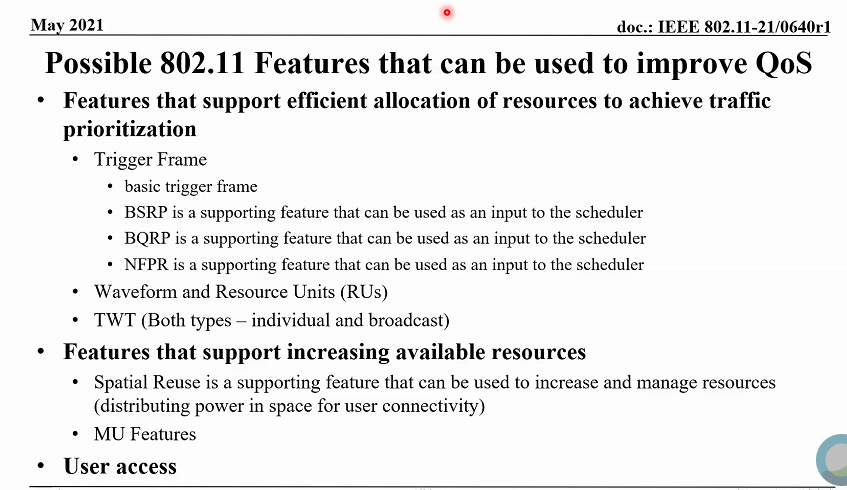 May 2021
doc.: IEEE 802.11-21/0640r1
Possible 802.11 Features that can be used to improve QoS
• Features that support efficient allocation of resources to achieve traffic
prioritization
• Trigger Frame
• basic trigger frame
• BSRP is a supporting feature that can be used as an input to the scheduler
• BQRP is a supporting feature that can be used as an input to the scheduler
• NFPR is a supporting feature that can be used as an input to the scheduler
• Waveform and Resource Units (RUs)
• TWT (Both types – individual and broadcast)
• Features that support increasing available resources
• Spatial Reuse is a supporting feature that can be used to increase and manage resources
(distributing power in space for user connectivity)
• MU Features
• User access